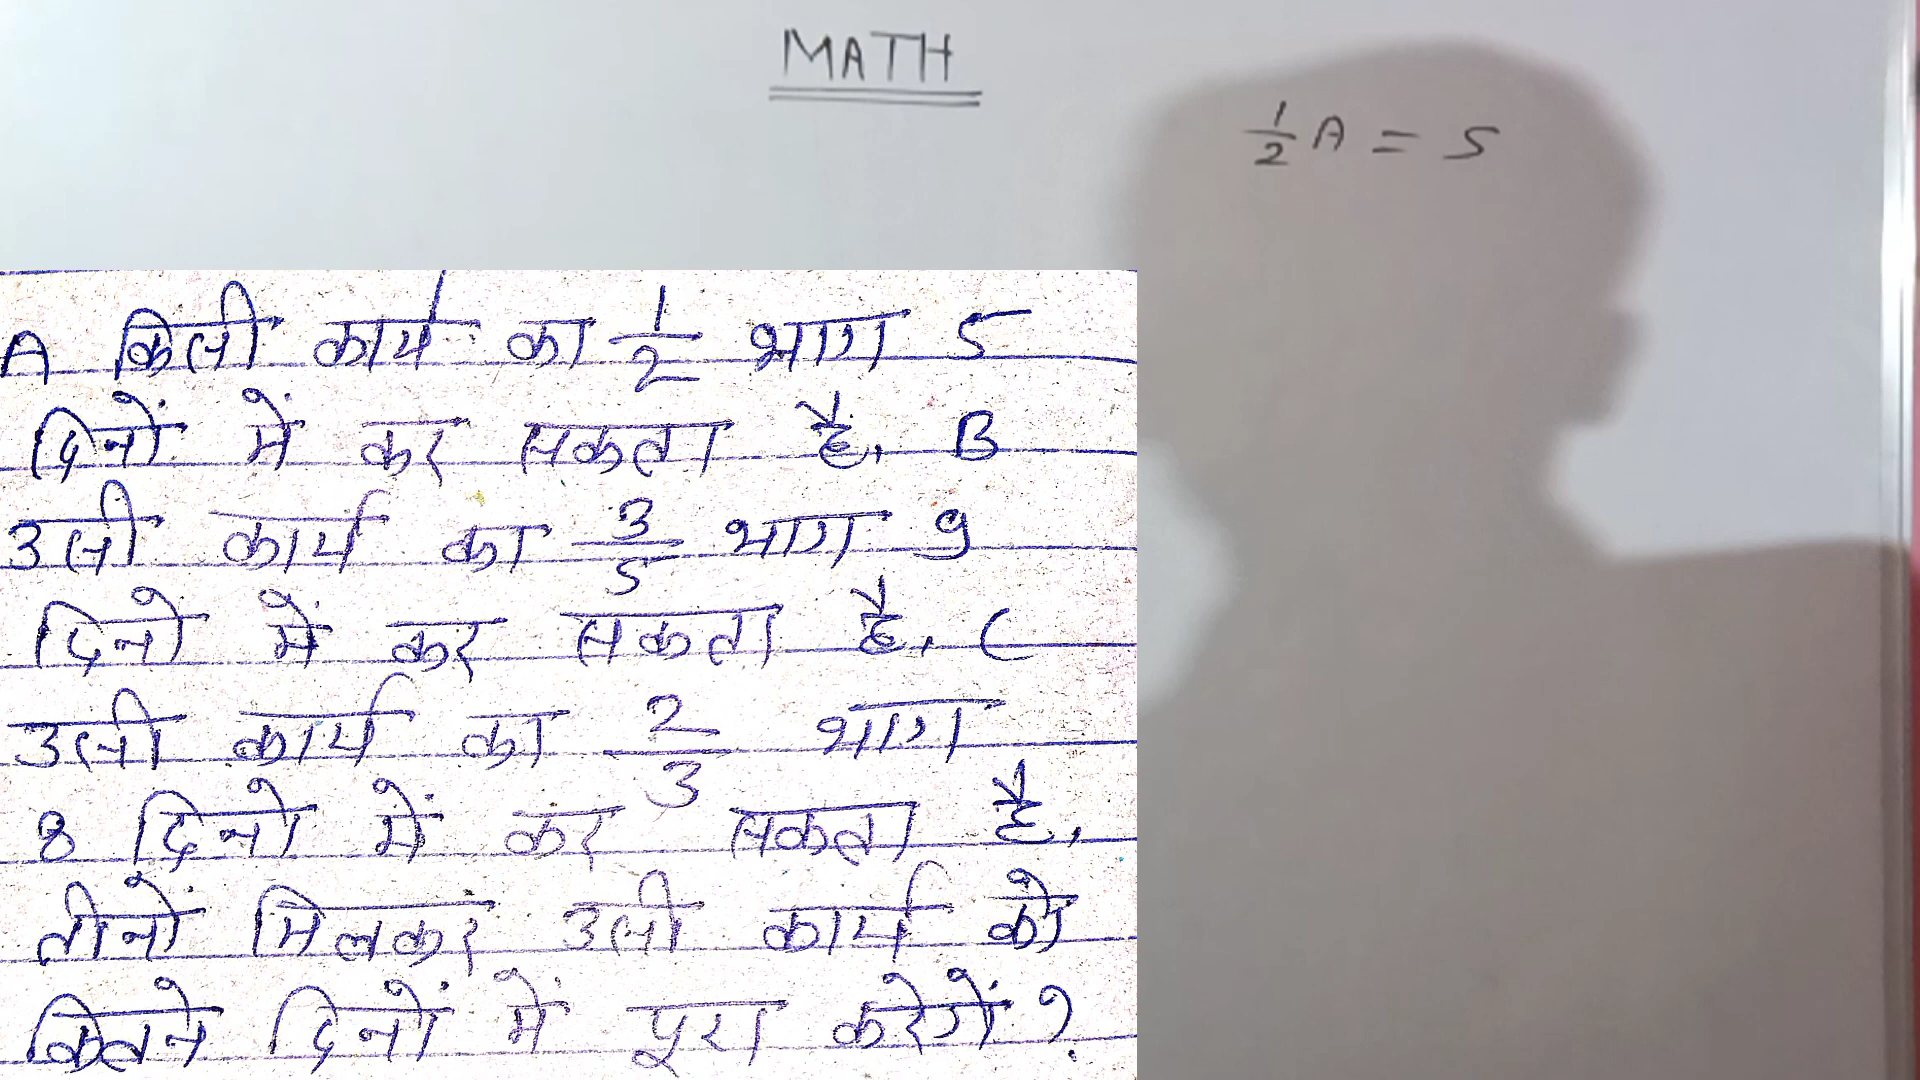 MATH
1/2 A = 5
A किसी कार्य का 1/2 भाग 5
दिनों में कर सकता है, B
उसी कार्य का 3/5 भाग 9
दिनों में कर सकता है, C
उसी कार्य का 2/3 भाग
8 दिनो में कर सकता है,
तीनों मिलकर उसी कार्य को
कितने दिनों में पूरा करेगें ?